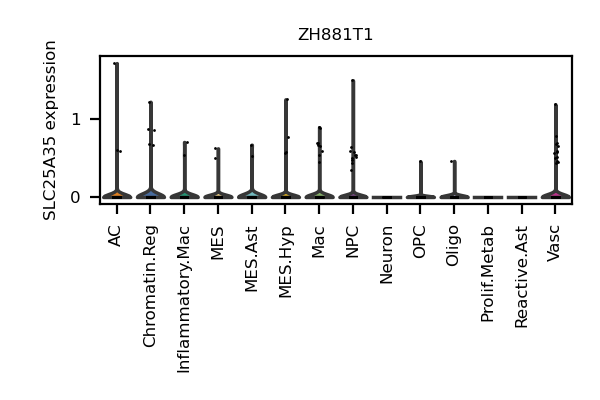 ZH881T1
SLC25A35 expression
1
0
AC
Chromatin.Reg
Inflammatory.Mac
MES
MES.Ast
MES.Hyp
Mac
NPC
Neuron
OPC
Oligo
Prolif.Metab
Reactive.Ast
Vasc